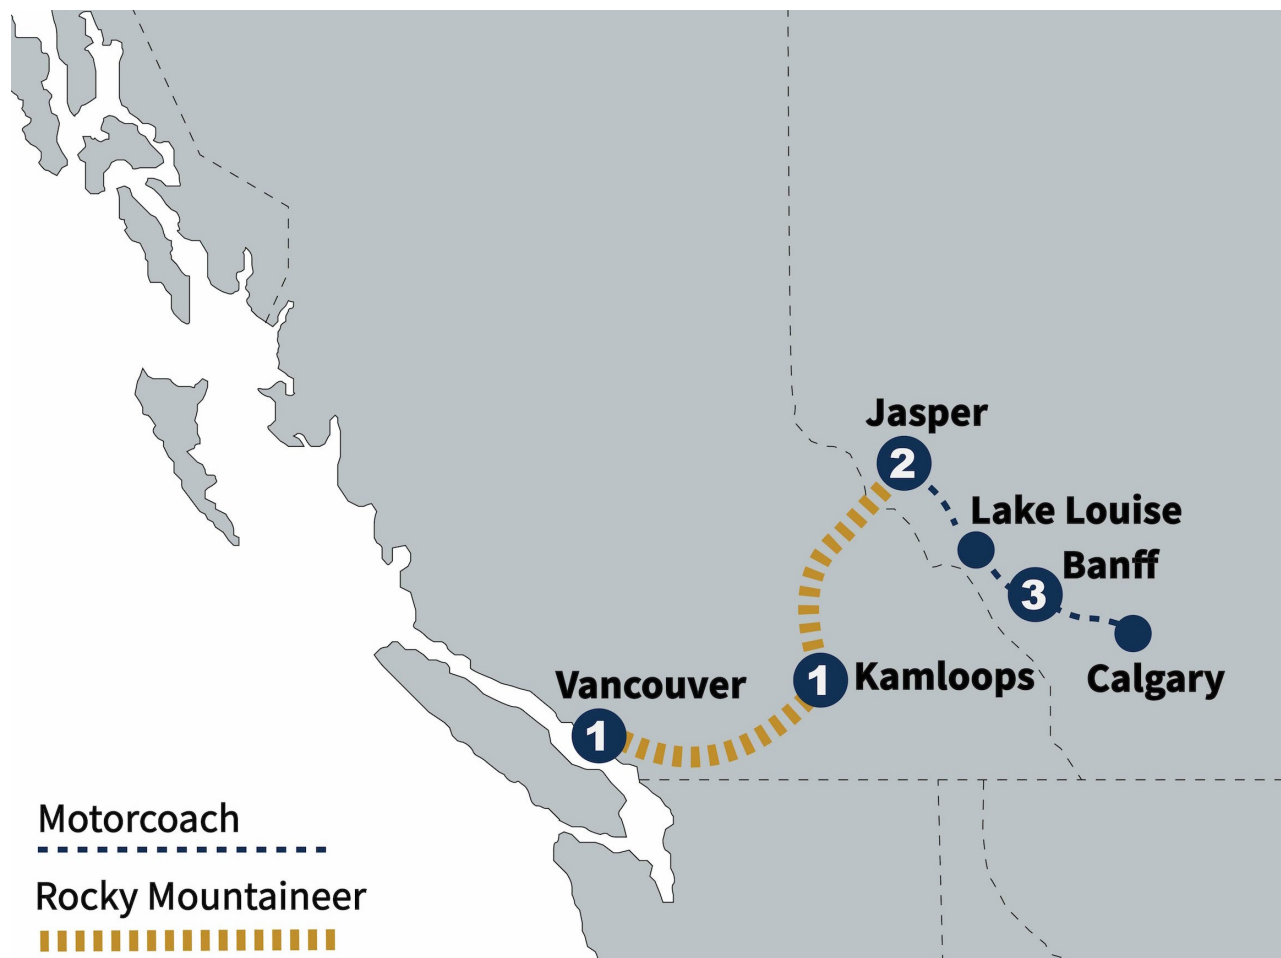 Jasper
2
Lake Louise
Banff
3
Vancouver
1
Kamloops
1
Calgary
Motorcoach
Rocky Mountaineer